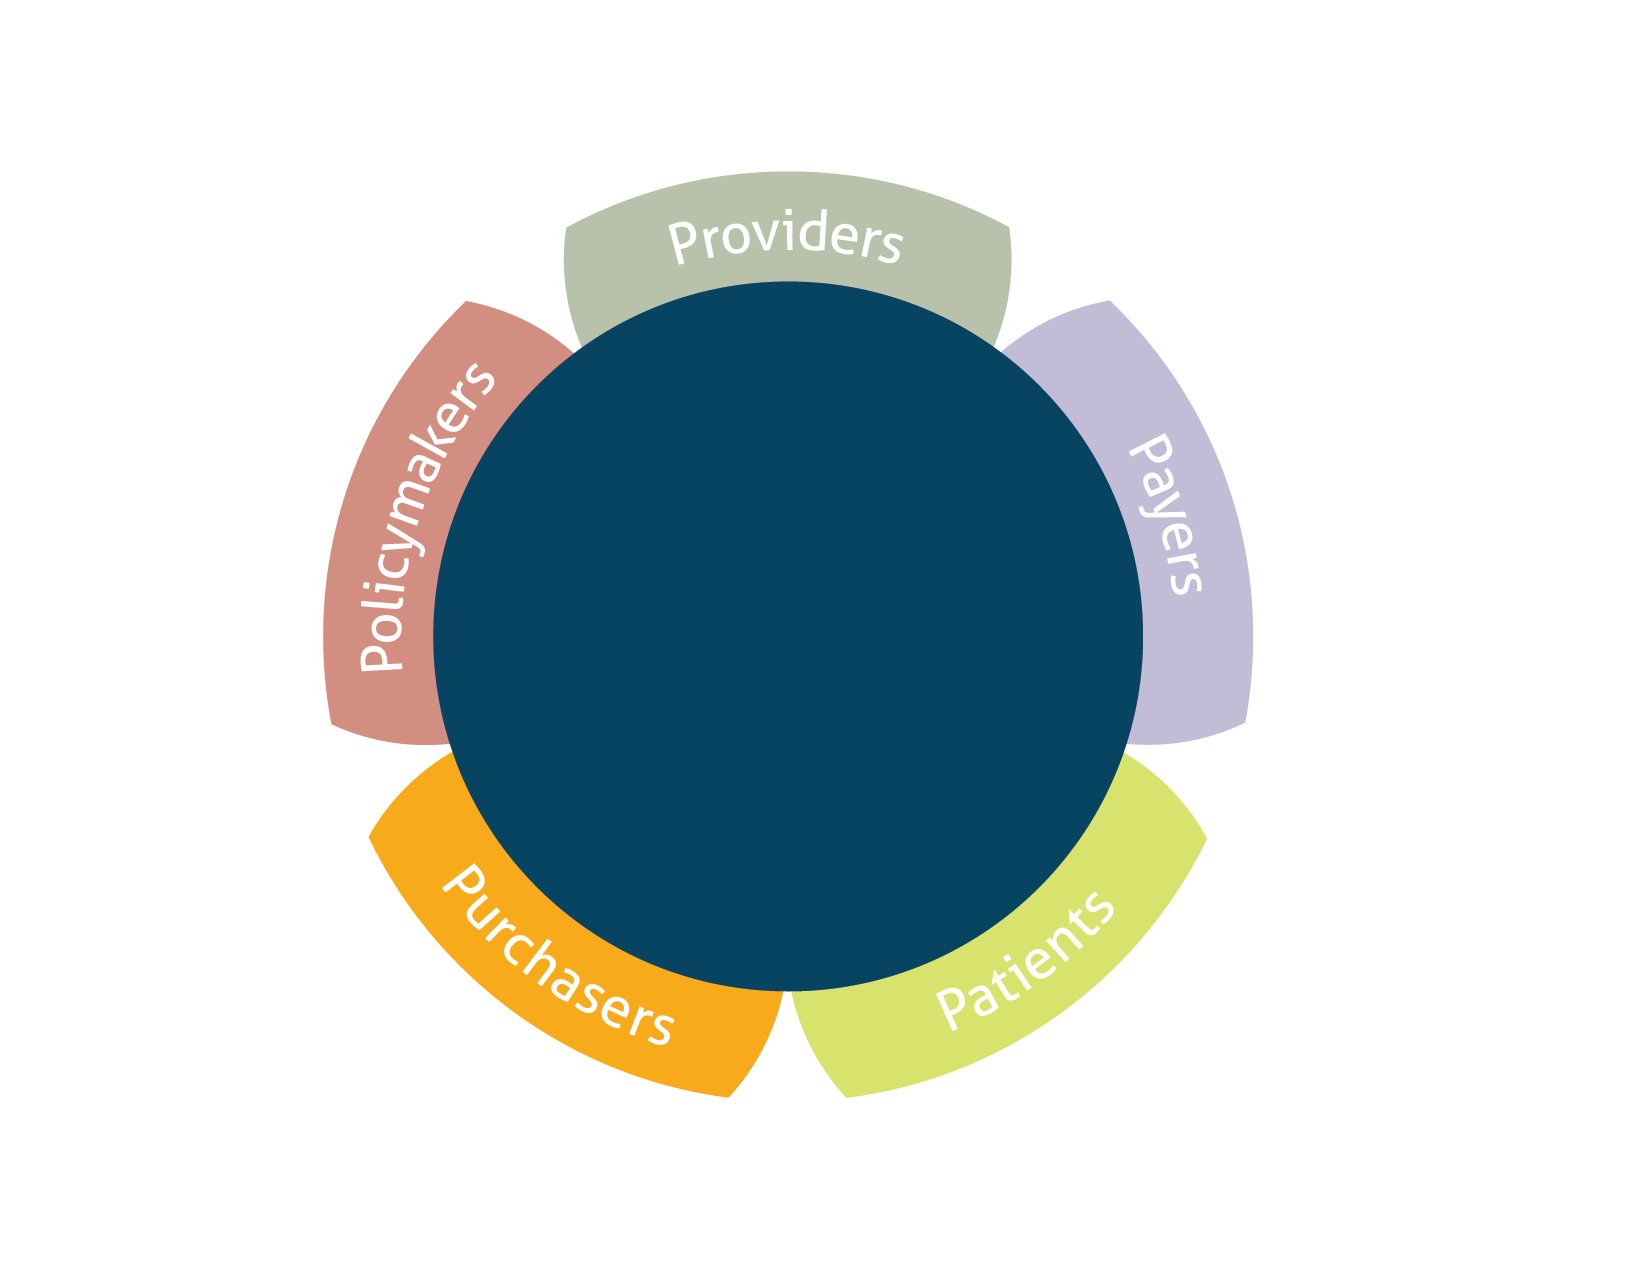 Providers
Payers
Patients
Purchasers
Policymakers